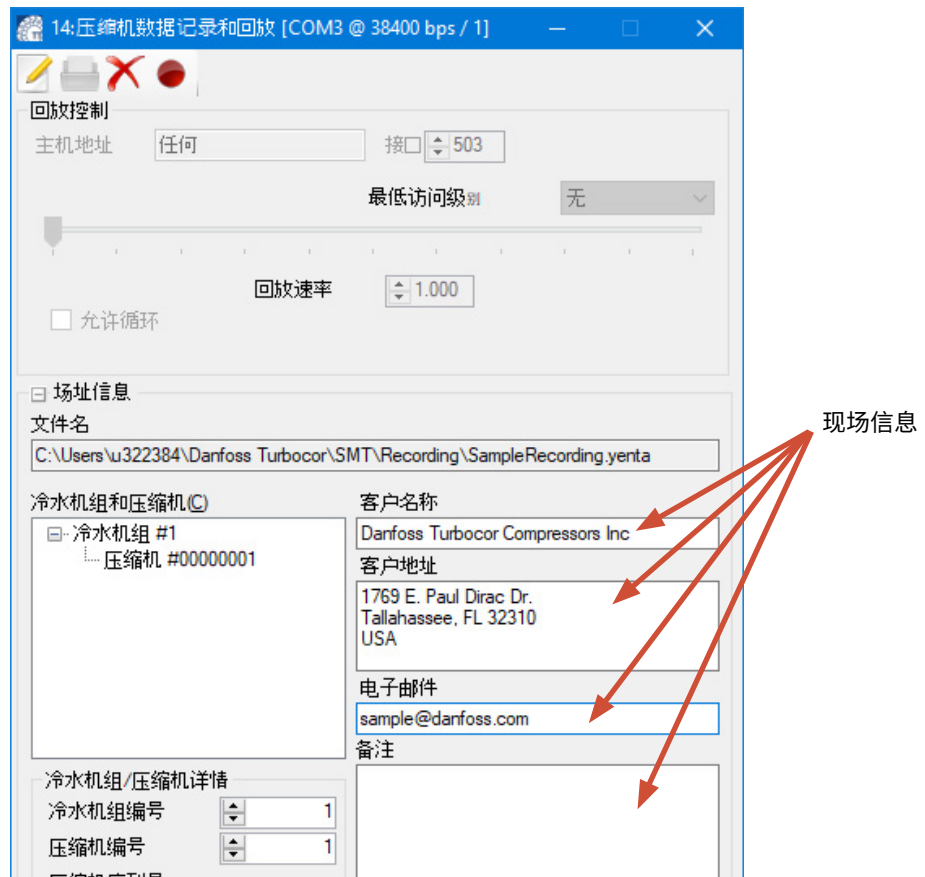 14:压缩机数据记录和回放 [COM3 @ 38400 bps / 1]
回放控制
主机地址 任何 接口 503
最低访问级别 无
回放速率 1.000
允许循环
场址信息
文件名
C:\Users\u322384\Danfoss Turbocor\SMT\Recording\SampleRecording.yenta
现场信息
冷水机组和压缩机(C)
冷水机组 #1
压缩机 #00000001
客户名称
Danfoss Turbocor Compressors Inc
客户地址
1769 E. Paul Dirac Dr.
Tallahassee, FL 32310
USA
电子邮件
sample@danfoss.com
备注
冷水机组/压缩机详情
冷水机组编号 1
压缩机编号 1